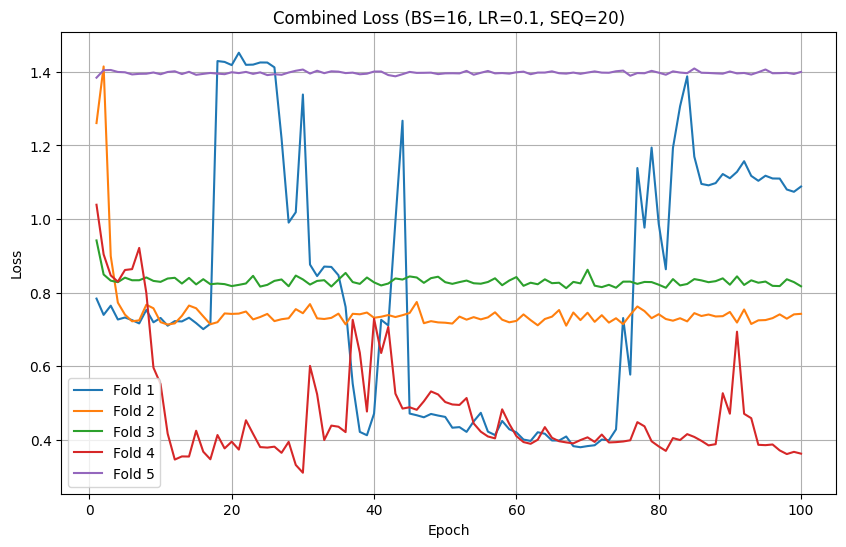 Combined Loss (BS=16, LR=0.1, SEQ=20)
1.4
1.2
1.0
0.8
0.6
0.4
Loss
Fold 1
Fold 2
Fold 3
Fold 4
Fold 5
0 20 40 60 80 100
Epoch